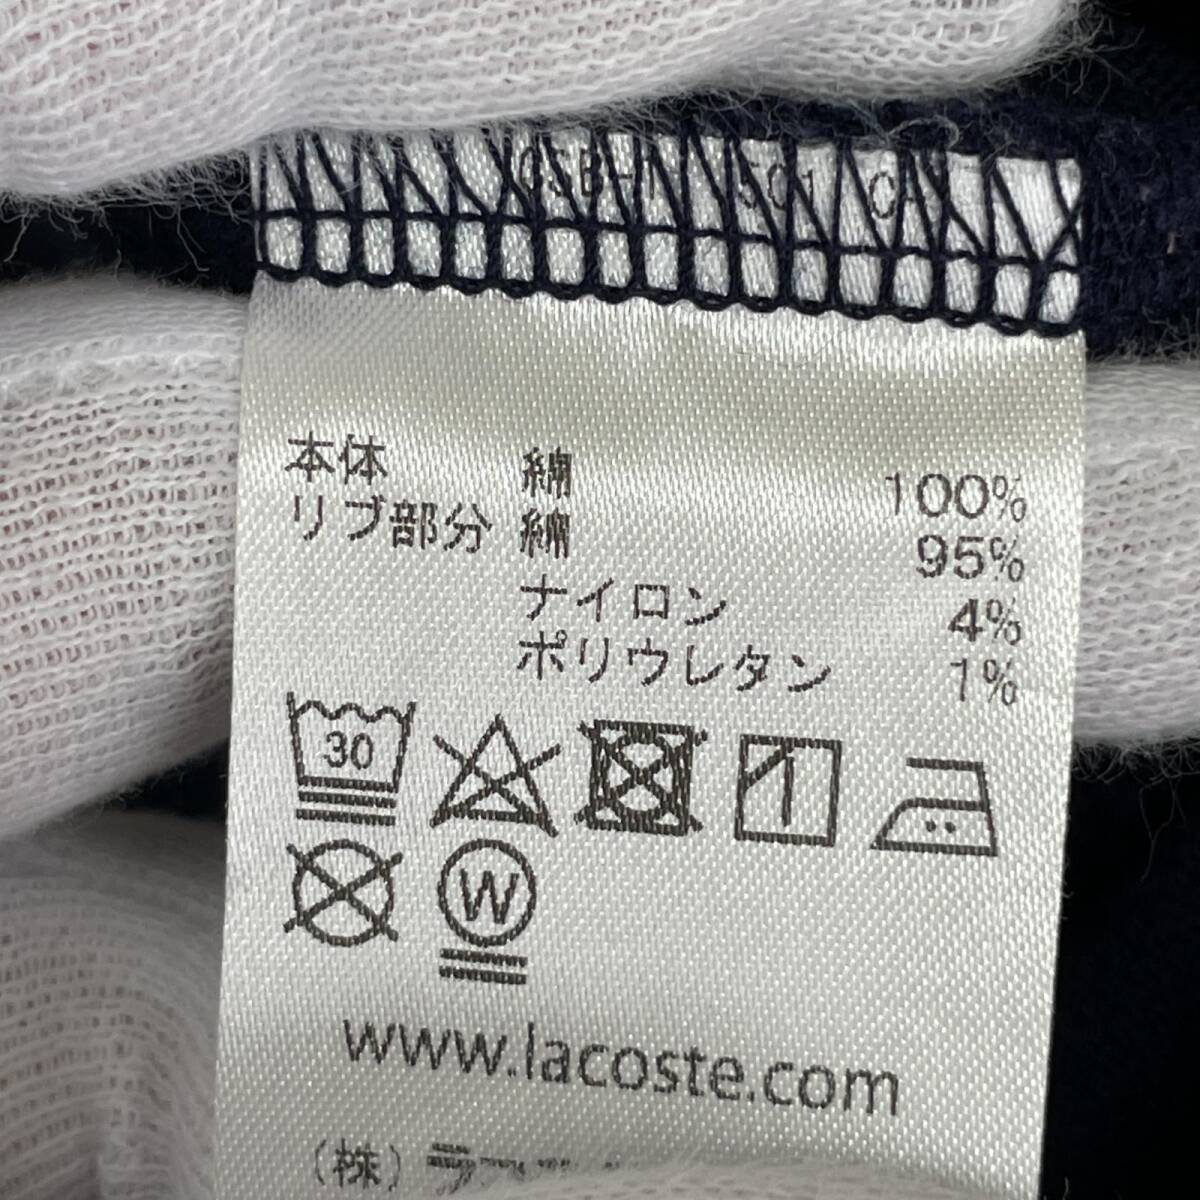 本体 綿 100%
リブ部分 綿 95%
ナイロン 4%
ポリウレタン 1%
30
W
www.lacoste.com
(株)